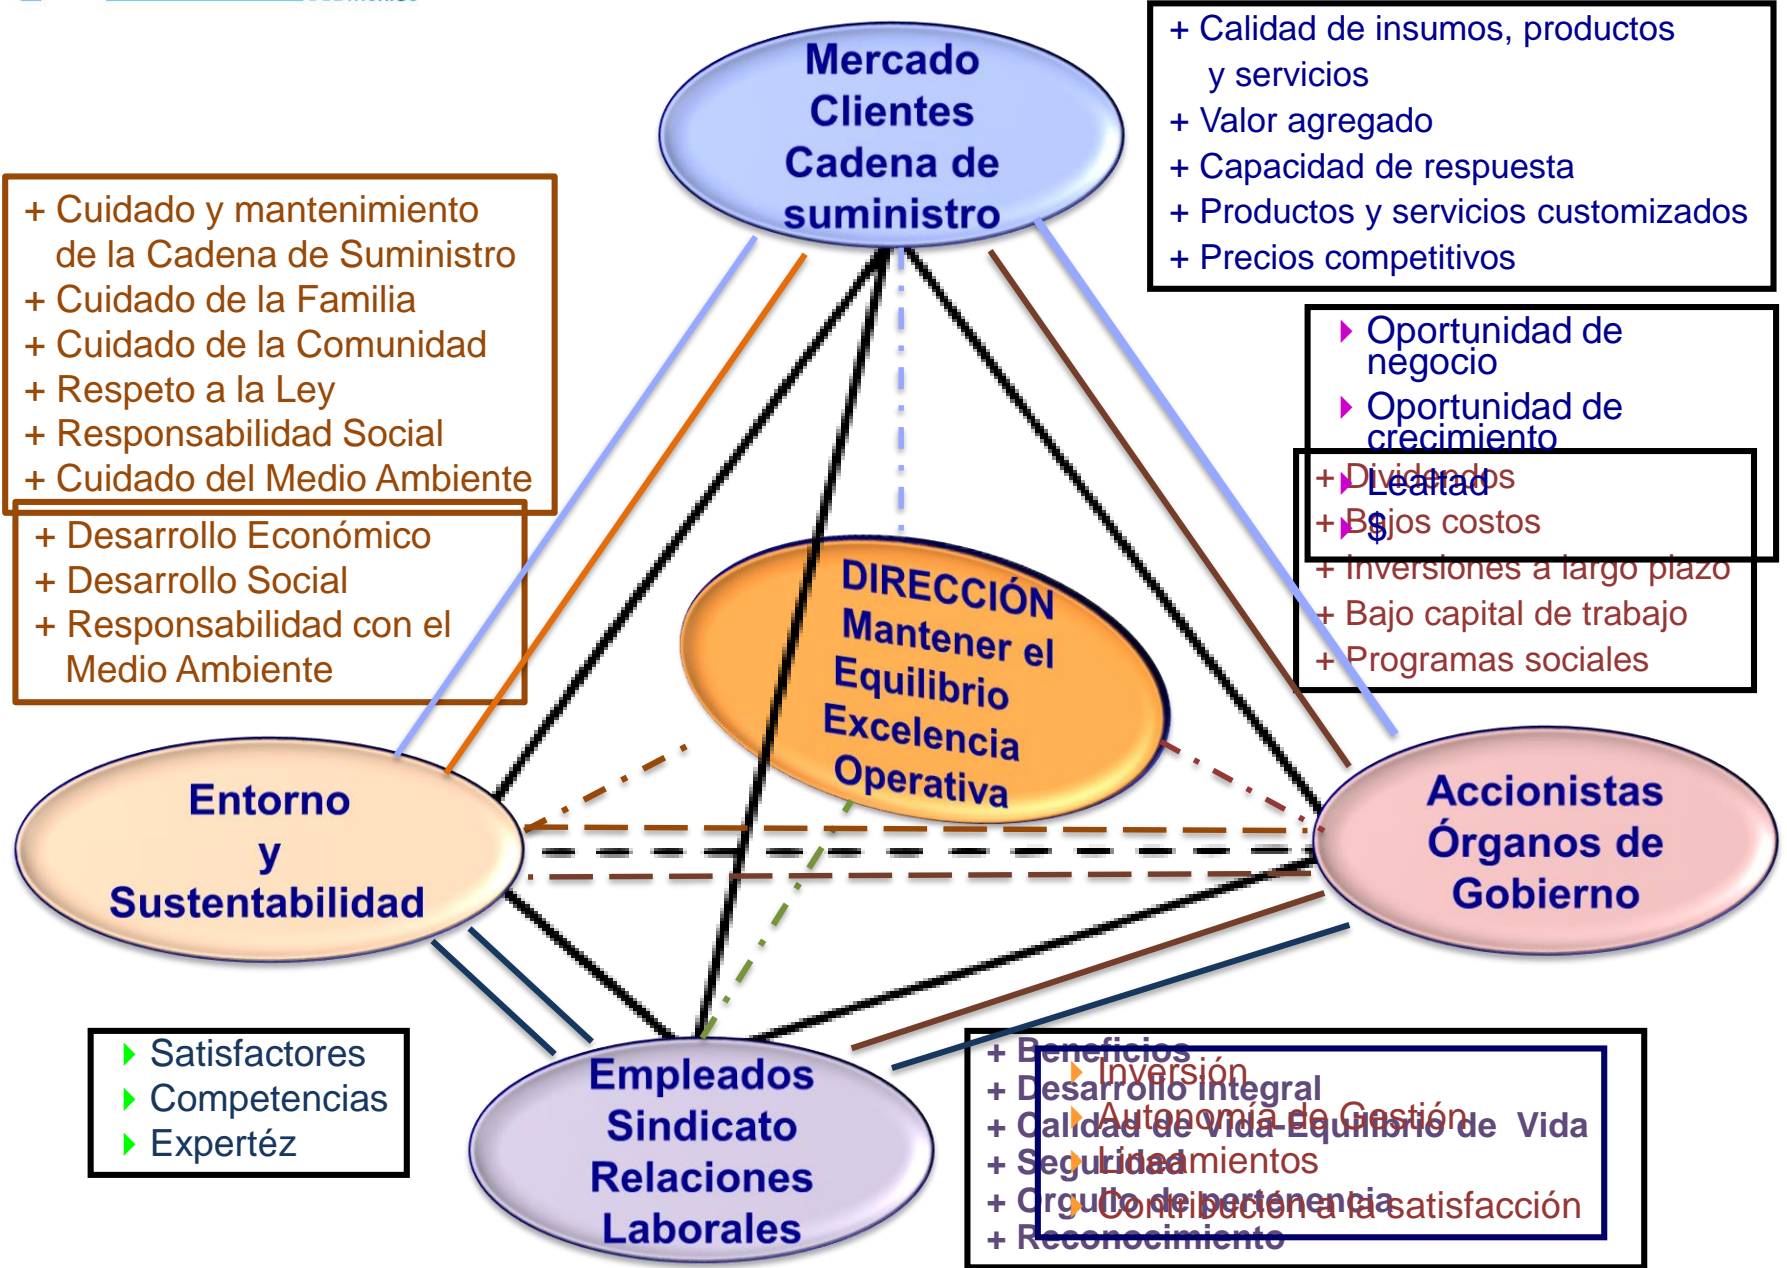 Mercado
Clientes
Cadena de
suministro
+ Calidad de insumos, productos
y servicios
+ Valor agregado
+ Capacidad de respuesta
+ Productos y servicios customizados
+ Precios competitivos
+ Cuidado y mantenimiento
de la Cadena de Suministro
+ Cuidado de la Familia
+ Cuidado de la Comunidad
+ Respeto a la Ley
+ Responsabilidad Social
+ Cuidado del Medio Ambiente
+ Desarrollo Económico
+ Desarrollo Social
+ Responsabilidad con el
Medio Ambiente
Oportunidad de
negocio
Oportunidad de
crecimiento
Lealtad
$
+ Dividendos
+ Bajos costos
+ Inversiones a largo plazo
+ Bajo capital de trabajo
+ Programas sociales
DIRECCIÓN
Mantener el
Equilibrio
Excelencia
Operativa
Entorno
y
Sustentabilidad
Accionistas
Órganos de
Gobierno
Satisfactores
Competencias
Expertéz
Empleados
Sindicato
Relaciones
Laborales
+ Beneficios
+ Desarrollo integral
+ Calidad de Vida-Equilibrio de Vida
+ Seguridad
+ Orgullo de pertenencia
+ Reconocimiento
Inversión
Autonomía de Gestión
Lineamientos
Contribución a la satisfacción